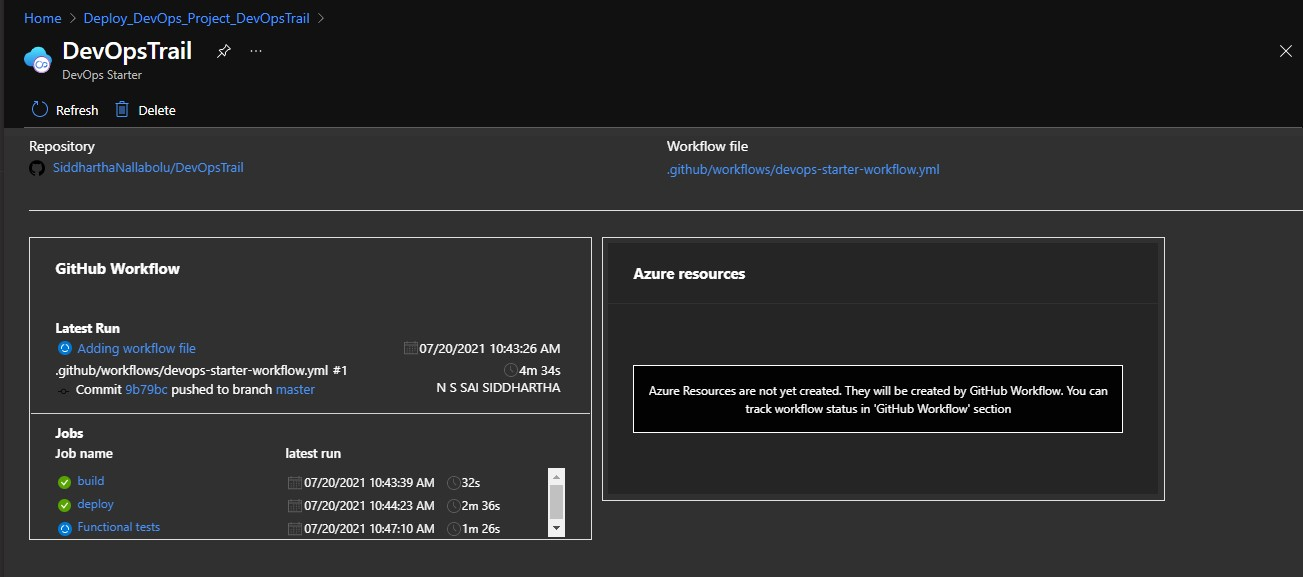 Home > Deploy_DevOps_Project_DevOpsTrail >
DevOpsTrail ...
DevOps Starter
Refresh Delete
Repository
SiddharthaNallabolu/DevOpsTrail
Workflow file
.github/workflows/devops-starter-workflow.yml
GitHub Workflow
Latest Run
Adding workflow file 07/20/2021 10:43:26 AM
.github/workflows/devops-starter-workflow.yml #1 4m 34s
Commit 9b79bc pushed to branch master N S SAI SIDDHARTHA
Jobs
Job name latest run
build 07/20/2021 10:43:39 AM 32s
deploy 07/20/2021 10:44:23 AM 2m 36s
Functional tests 07/20/2021 10:47:10 AM 1m 26s
Azure resources
Azure Resources are not yet created. They will be created by GitHub Workflow. You can
track workflow status in 'GitHub Workflow' section